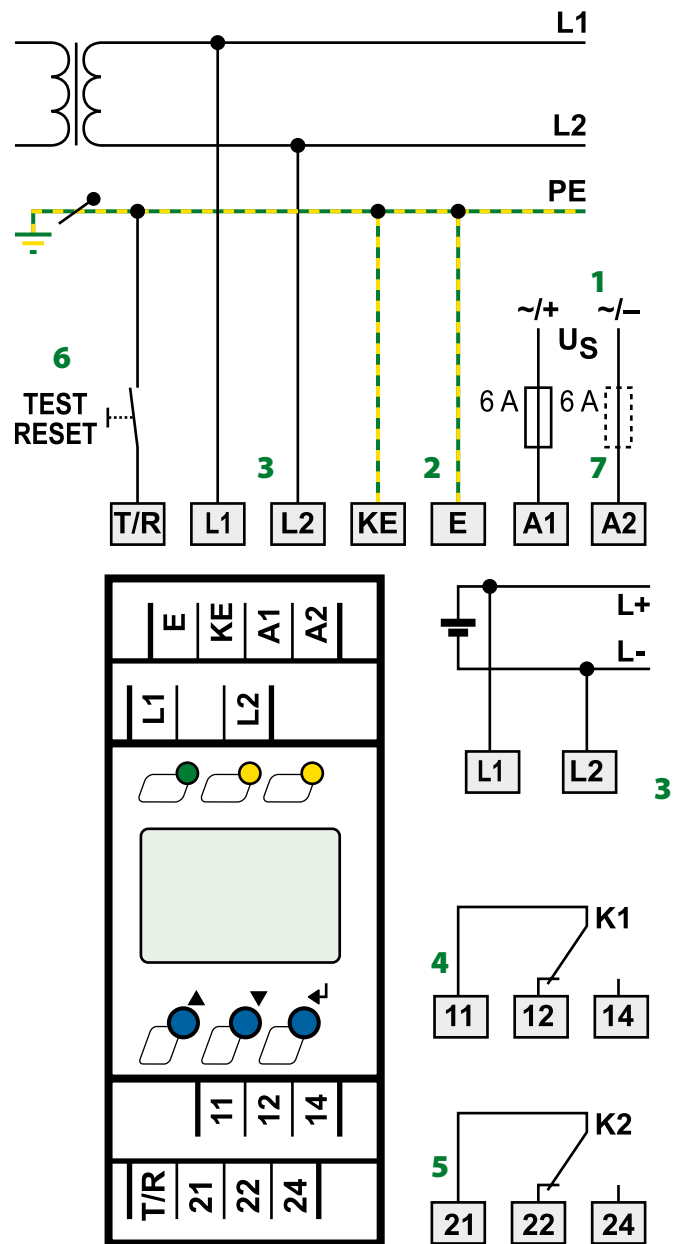 L1
L2
PE
1
~/+ ~/–
US
6
6 A 6 A
TEST
RESET
3 2 7
T/R L1 L2 KE E A1 A2
E KE A1 A2
L+
L-
L1 L2
L1 L2
3
▲ ▼ ↵
K1
4
11 12 14
11 12 14
K2
5
T/R 21 22 24
21 22 24